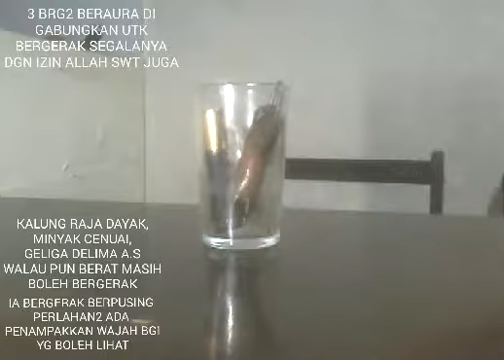 3 BRG2 BERAURA DI
GABUNGKAN UTK
BERGERAK SEGALANYA
DGN IZIN ALLAH SWT JUGA
KALUNG RAJA DAYAK,
MINYAK CENUAI,
GELIGA DELIMA A.S
WALAU PUN BERAT MASIH
BOLEH BERGERAK
IA BERGERAK BERPUSING
PERLAHAN2 ADA
PENAMPAKKAN WAJAH BGI
YG BOLEH LIHAT